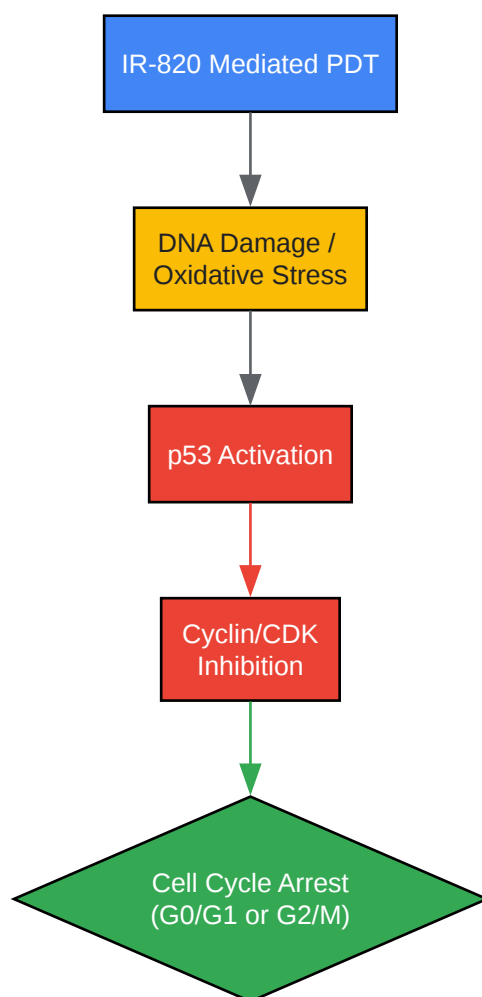 IR-820 Mediated PDT
DNA Damage /
Oxidative Stress
p53 Activation
Cyclin/CDK
Inhibition
Cell Cycle Arrest
(G0/G1 or G2/M)